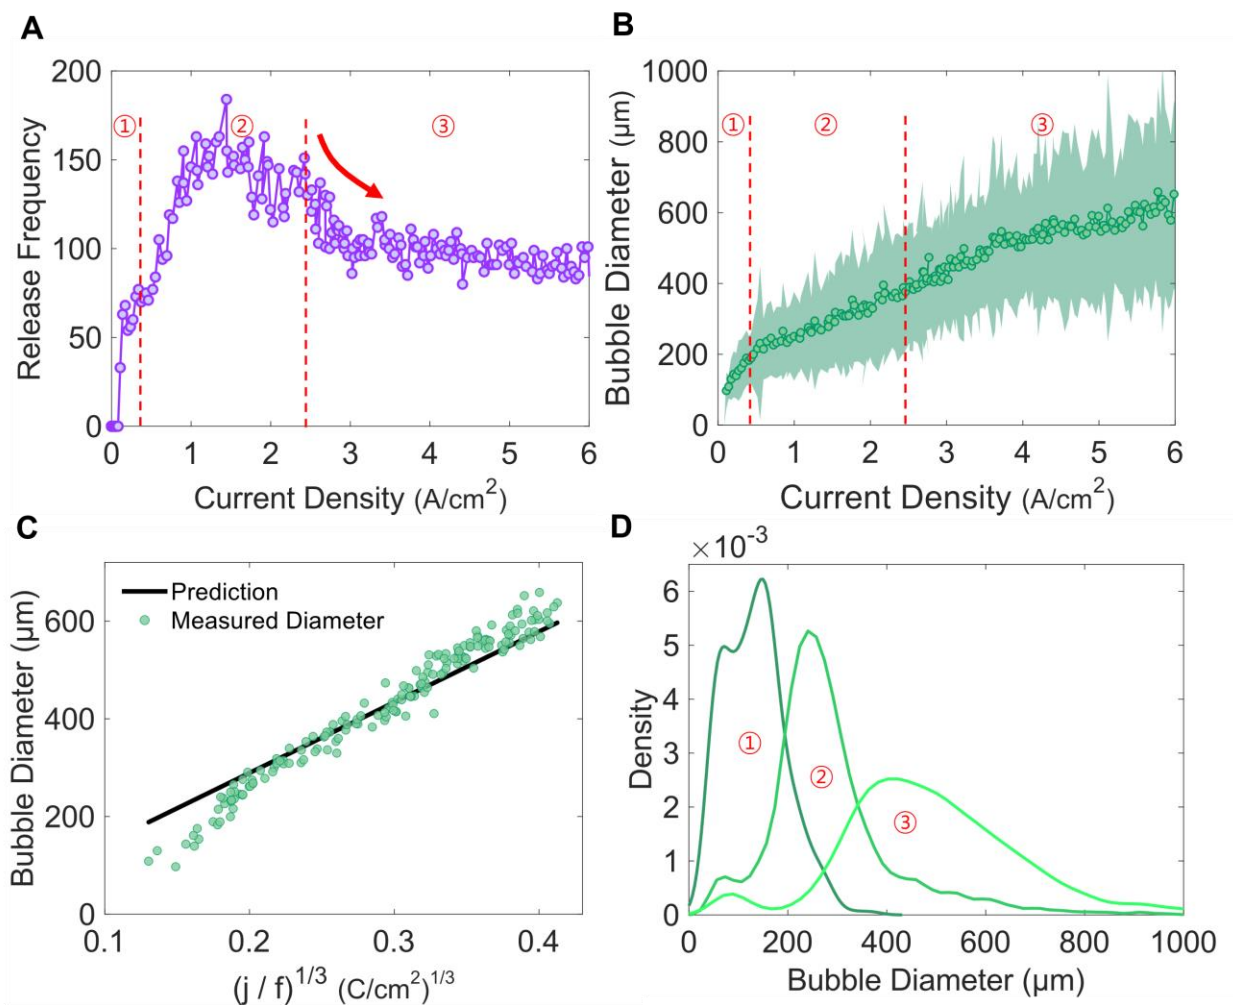 A
200
150
100
50
0
Release Frequency
① ② ③
0 1 2 3 4 5 6
Current Density (A/cm²)
B
1000
800
600
400
200
0
Bubble Diameter (µm)
① ② ③
0 1 2 3 4 5 6
Current Density (A/cm²)
C
Prediction
Measured Diameter
600
400
200
0
Bubble Diameter (µm)
0.1 0.2 0.3 0.4
(j / f)^1/3 (C/cm²)^1/3
D
×10⁻³
6
5
4
3
2
1
0
Density
①
②
③
0 200 400 600 800 1000
Bubble Diameter (µm)